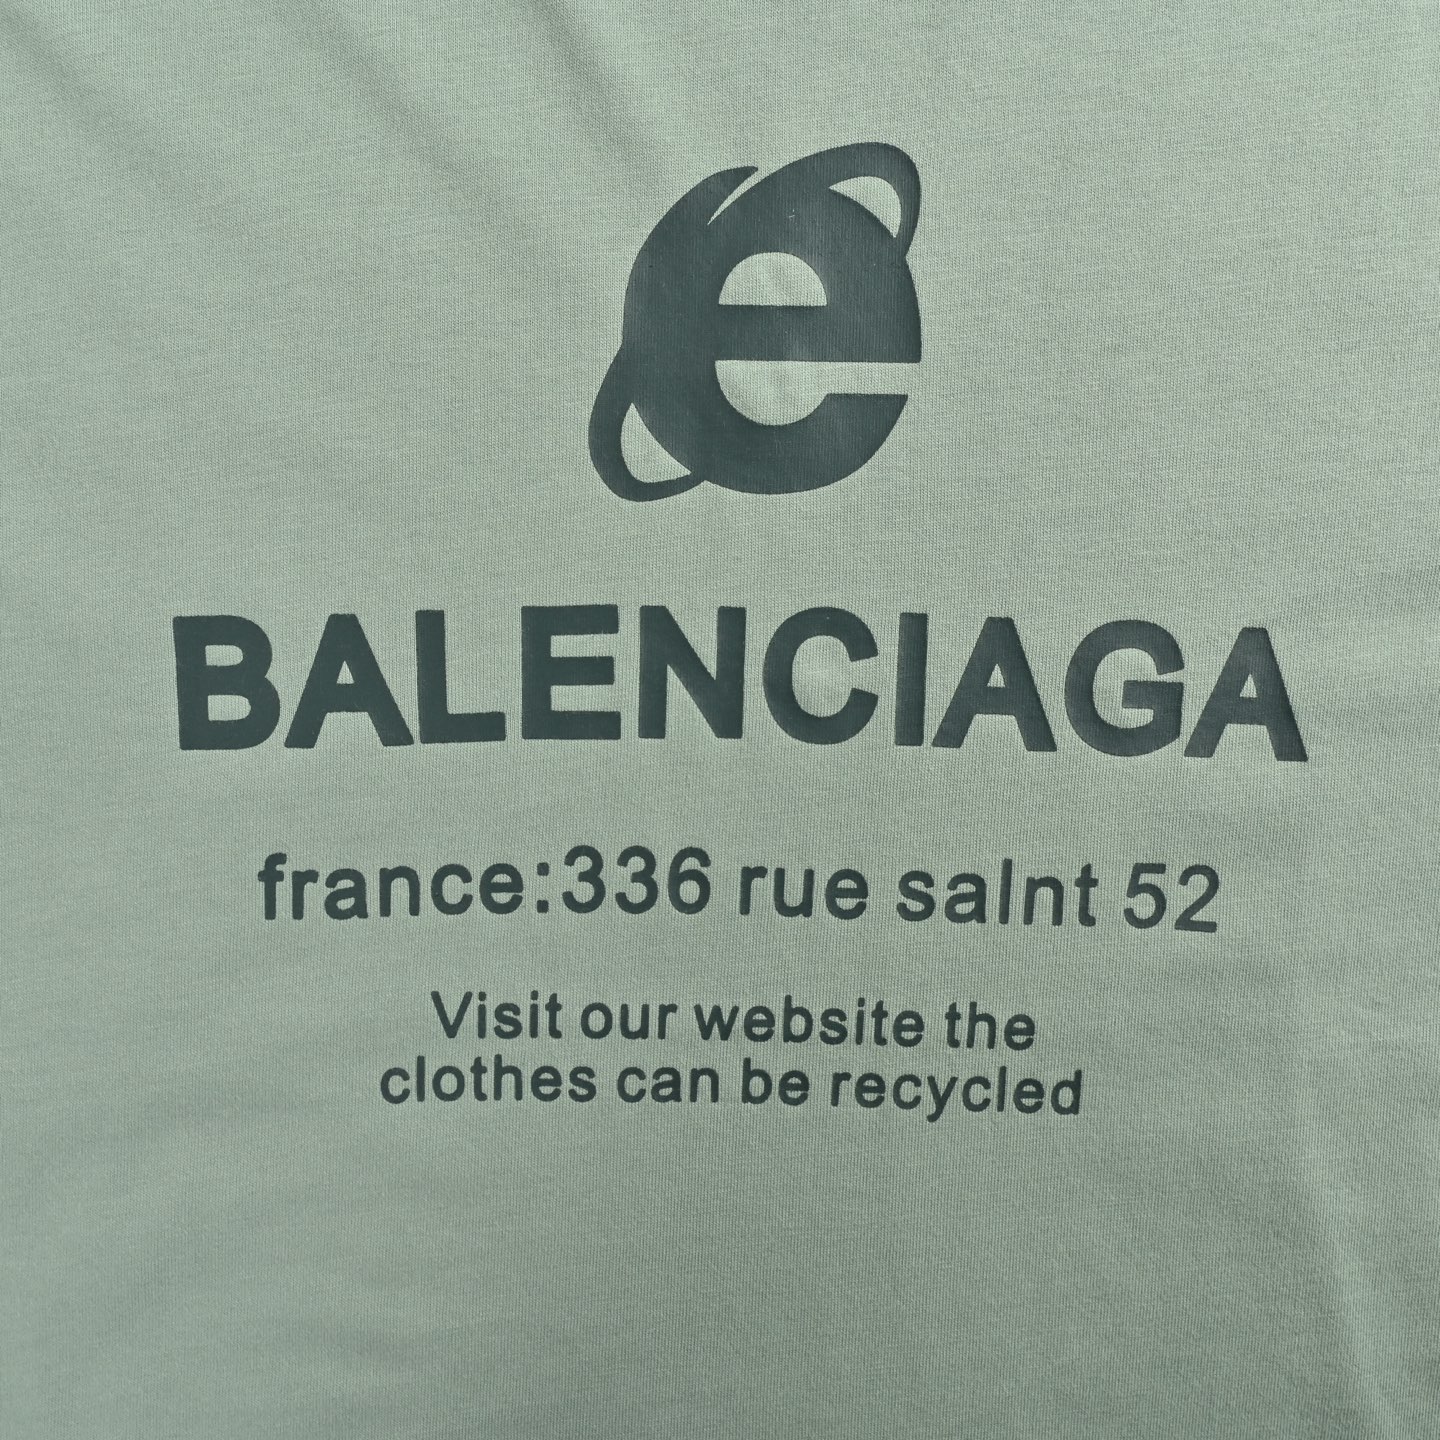 e
BALENCIAGA
france:336 rue salnt 52
Visit our website the
clothes can be recycled